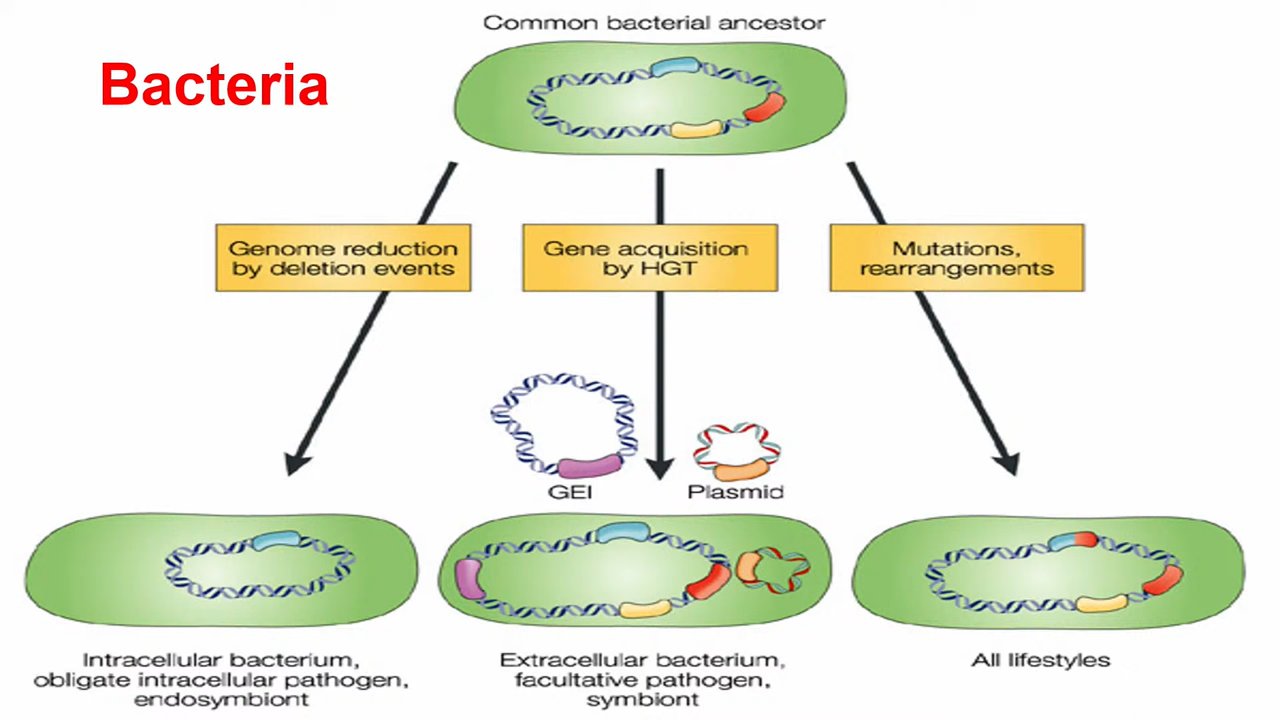 Common bacterial ancestor
Bacteria
Genome reduction
by deletion events
Gene acquisition
by HGT
Mutations,
rearrangements
GEI
Plasmid
Intracellular bacterium,
obligate intracellular pathogen,
endosymbiont
Extracellular bacterium,
facultative pathogen,
symbiont
All lifestyles